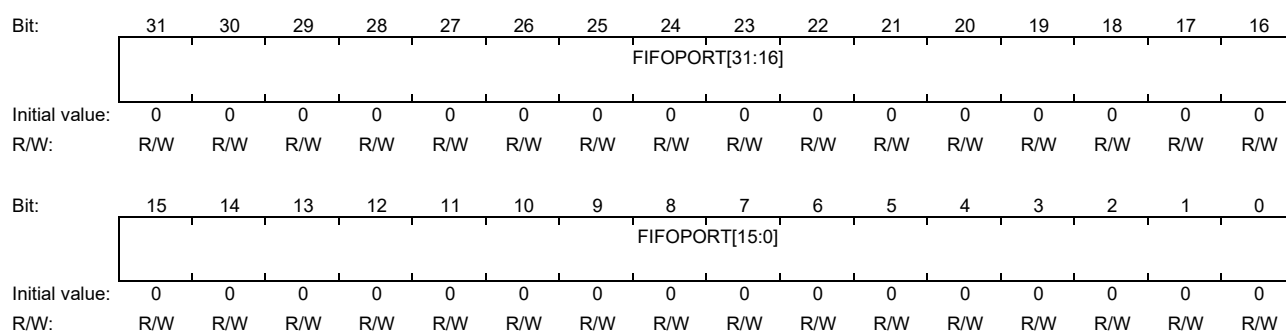 Bit: 31 30 29 28 27 26 25 24 23 22 21 20 19 18 17 16
FIFOPORT[31:16]
Initial value: 0 0 0 0 0 0 0 0 0 0 0 0 0 0 0 0
R/W: R/W R/W R/W R/W R/W R/W R/W R/W R/W R/W R/W R/W R/W R/W R/W R/W
Bit: 15 14 13 12 11 10 9 8 7 6 5 4 3 2 1 0
FIFOPORT[15:0]
Initial value: 0 0 0 0 0 0 0 0 0 0 0 0 0 0 0 0
R/W: R/W R/W R/W R/W R/W R/W R/W R/W R/W R/W R/W R/W R/W R/W R/W R/W